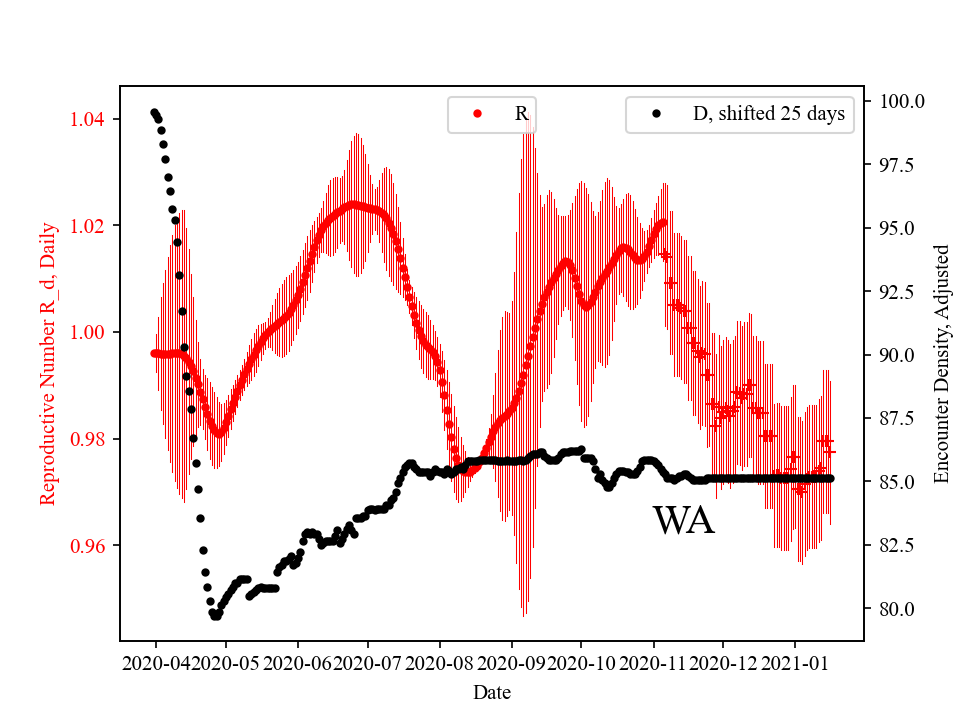 R
D, shifted 25 days
1.04
1.02
1.00
0.98
0.96
Reproductive Number R_d, Daily
100.0
97.5
95.0
92.5
90.0
87.5
85.0
82.5
80.0
Encounter Density, Adjusted
WA
2020-04 2020-05 2020-06 2020-07 2020-08 2020-09 2020-10 2020-11 2020-12 2021-01
Date